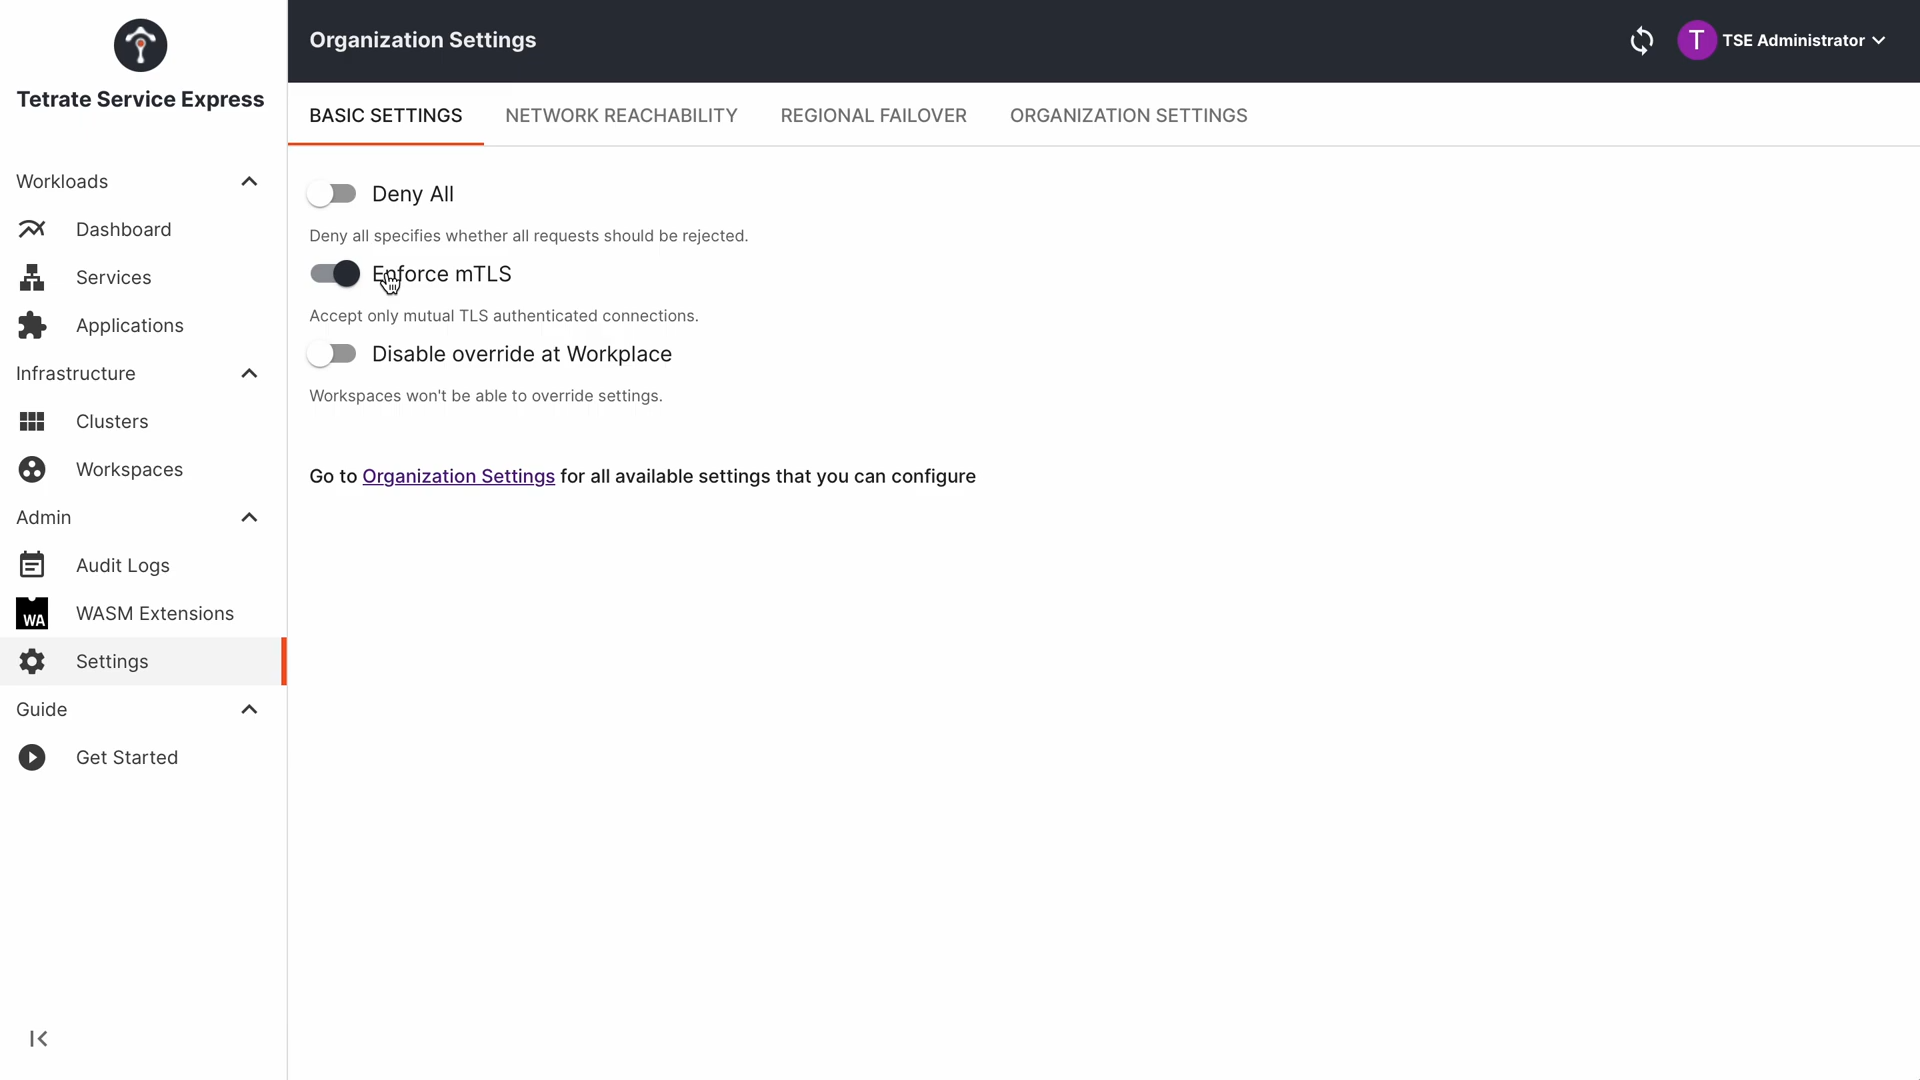 Tetrate Service Express
Workloads
Dashboard
Services
Applications
Infrastructure
Clusters
Workspaces
Admin
Audit Logs
WA
WASM Extensions
Settings
Guide
Get Started
Organization Settings
T
TSE Administrator
BASIC SETTINGS
NETWORK REACHABILITY
REGIONAL FAILOVER
ORGANIZATION SETTINGS
Deny All
Deny all specifies whether all requests should be rejected.
Enforce mTLS
Accept only mutual TLS authenticated connections.
Disable override at Workplace
Workspaces won't be able to override settings.
Go to Organization Settings for all available settings that you can configure